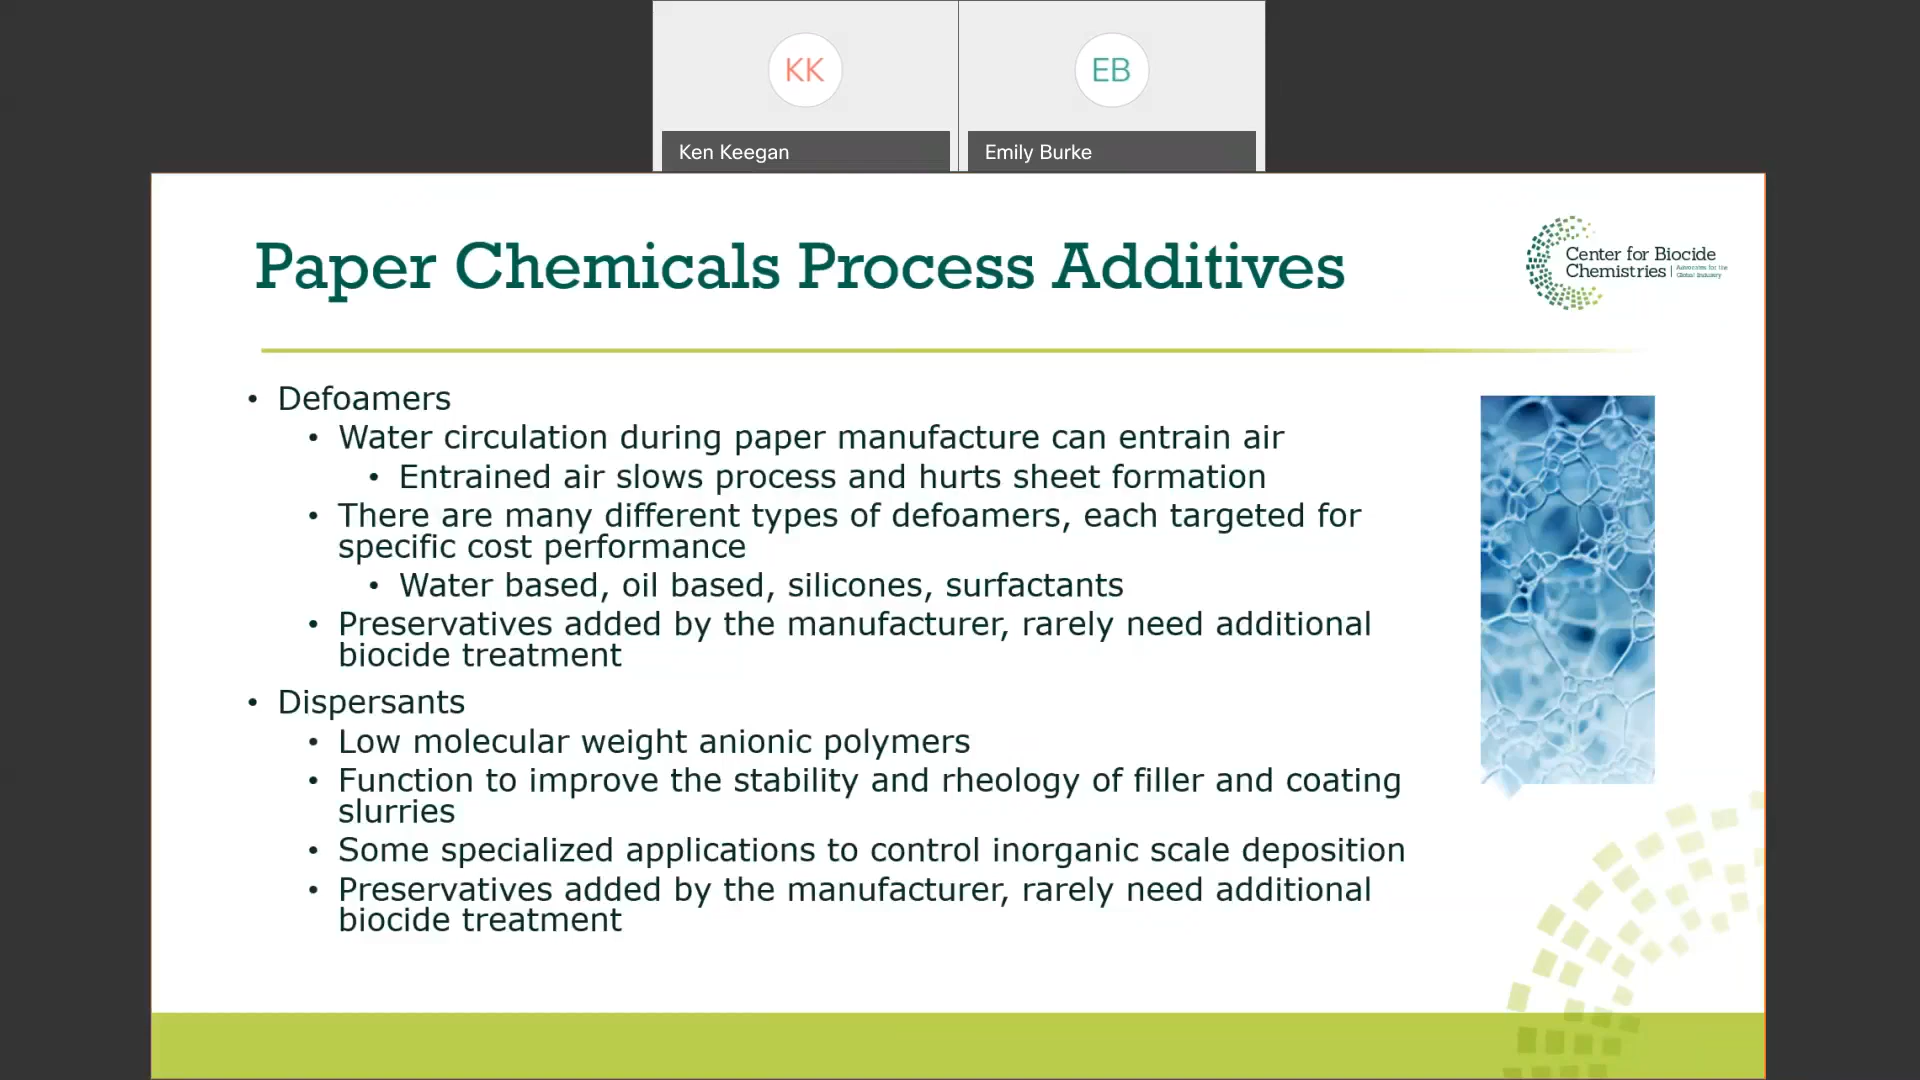 KK
EB
Ken Keegan
Emily Burke
Paper Chemicals Process Additives
Center for Biocide
Chemistries | Advocates for the
Global Industry
• Defoamers
• Water circulation during paper manufacture can entrain air
• Entrained air slows process and hurts sheet formation
• There are many different types of defoamers, each targeted for
specific cost performance
• Water based, oil based, silicones, surfactants
• Preservatives added by the manufacturer, rarely need additional
biocide treatment
• Dispersants
• Low molecular weight anionic polymers
• Function to improve the stability and rheology of filler and coating
slurries
• Some specialized applications to control inorganic scale deposition
• Preservatives added by the manufacturer, rarely need additional
biocide treatment